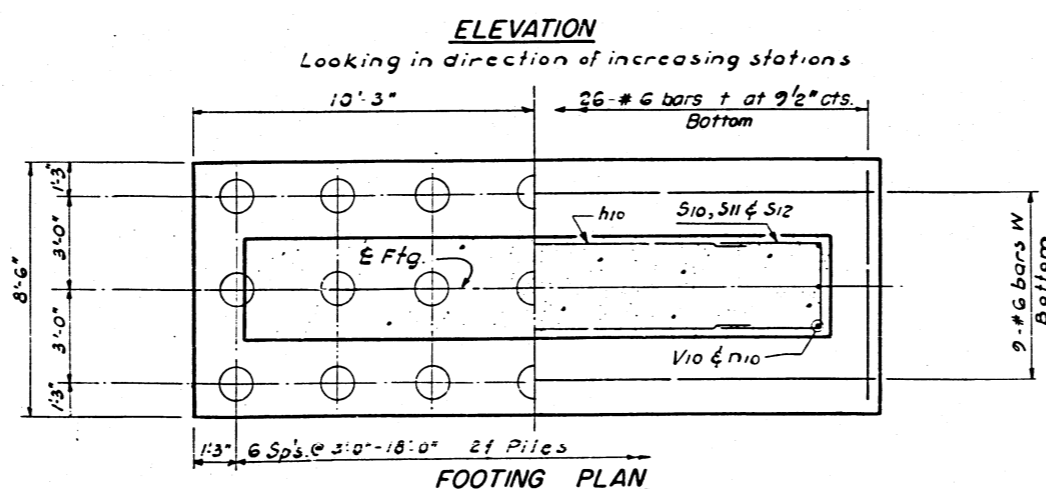 ELEVATION
Looking in direction of increasing stations
10'-3"
26-#6 bars t at 9½" cts.
Bottom
1'-3"
3'-0"
3'-0"
1'-3"
8'-6"
h10
S10, S11 & S12
℄ Ftg.
V10 & n10
9-#6 bars W
Bottom
1'-3"
6 Sp's. @ 3'-0"-18'-0"
21 Piles
FOOTING PLAN